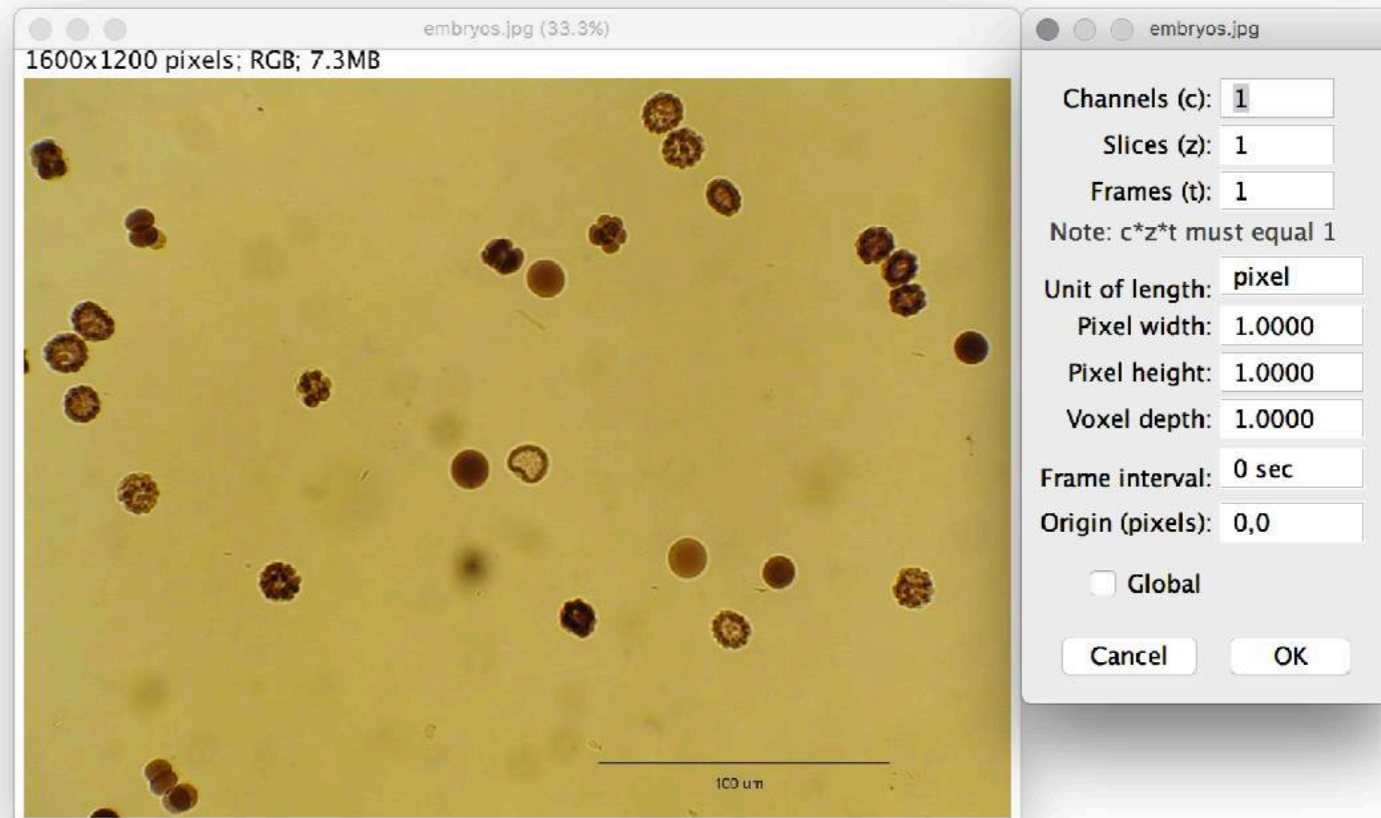 embryos.jpg (33.3%)
1600x1200 pixels; RGB; 7.3MB
100 um
embryos.jpg
Channels (c): 1
Slices (z): 1
Frames (t): 1
Note: c*z*t must equal 1
Unit of length: pixel
Pixel width: 1.0000
Pixel height: 1.0000
Voxel depth: 1.0000
Frame interval: 0 sec
Origin (pixels): 0,0
Global
Cancel OK